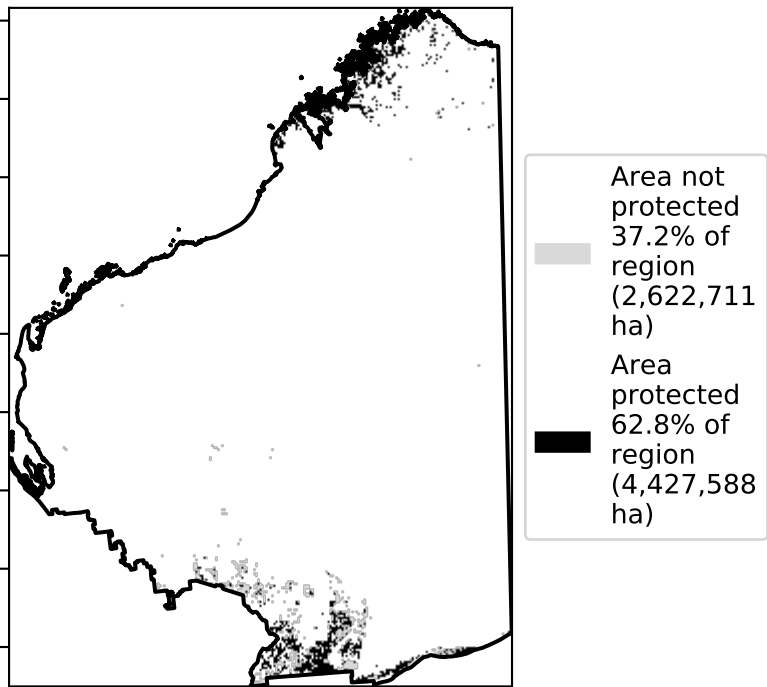 Area not
protected
37.2% of
region
(2,622,711
ha)
Area
protected
62.8% of
region
(4,427,588
ha)